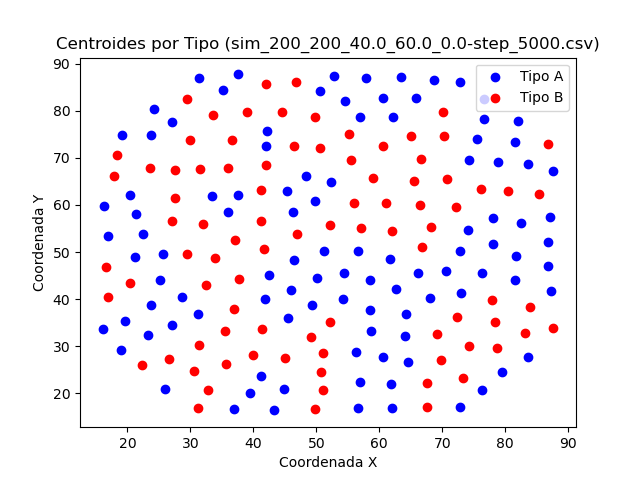 Centroides por Tipo (sim_200_200_40.0_60.0_0.0-step_5000.csv)
Tipo A
Tipo B
90
80
70
60
50
40
30
20
Coordenada Y
20 30 40 50 60 70 80 90
Coordenada X